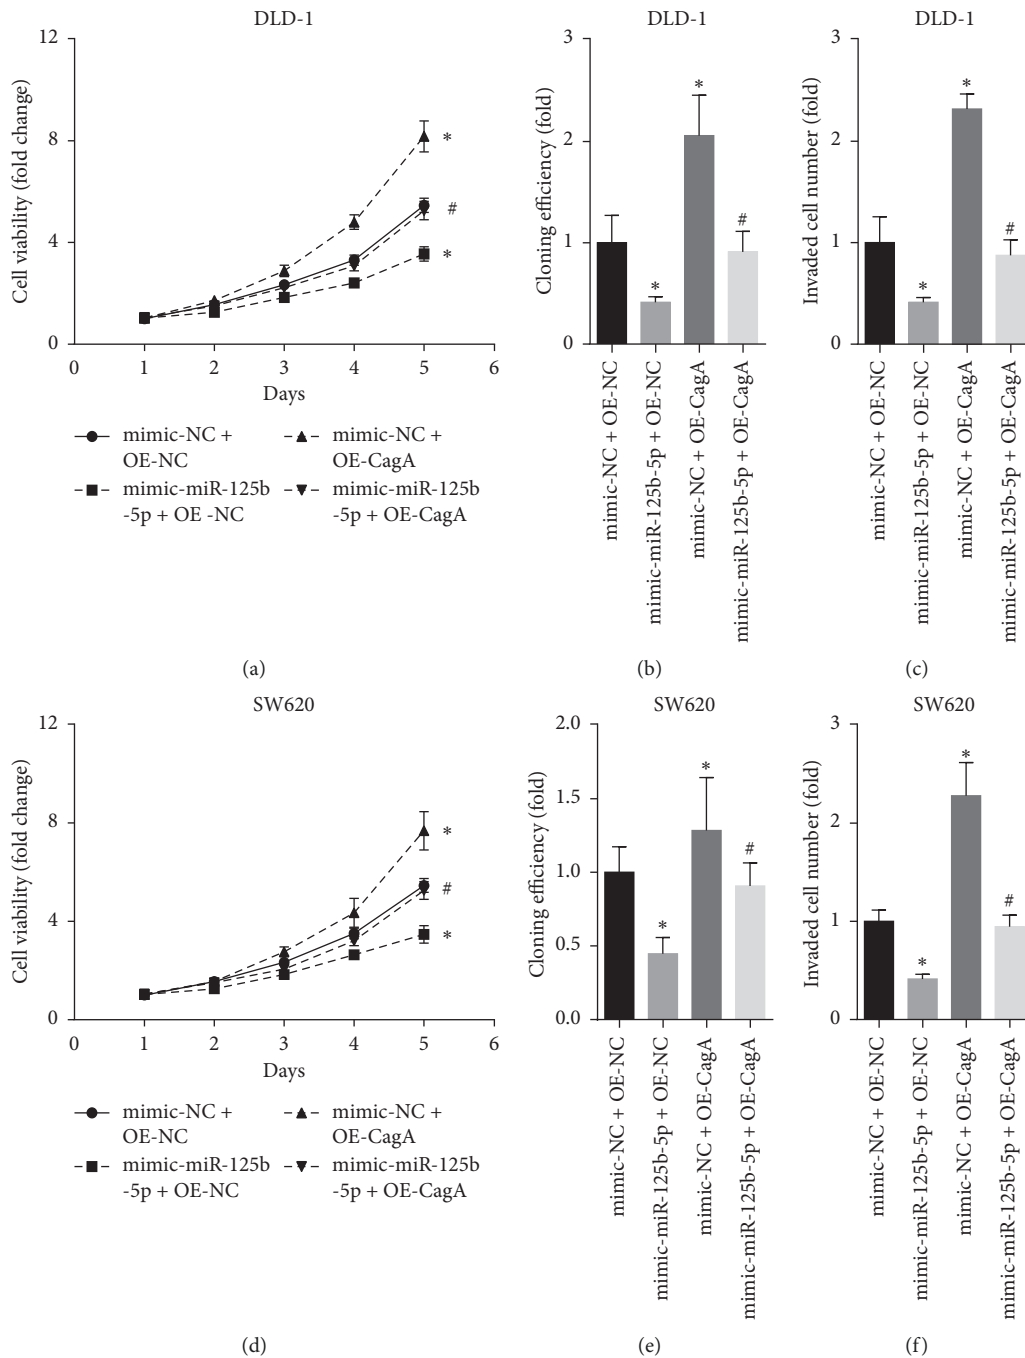 DLD-1
Cell viability (fold change)
12
8
4
0
*
#
*
0 1 2 3 4 5 6
Days
mimic-NC +
OE-NC
mimic-NC +
OE-CagA
mimic-miR-125b
-5p + OE -NC
mimic-miR-125b
-5p + OE-CagA
(a)
DLD-1
Cloning efficiency (fold)
3
2
1
0
*
*
#
mimic-NC + OE-NC
mimic-miR-125b-5p + OE-NC
mimic-NC + OE-CagA
mimic-miR-125b-5p + OE-CagA
(b)
DLD-1
Invaded cell number (fold)
3
2
1
0
*
*
#
mimic-NC + OE-NC
mimic-miR-125b-5p + OE-NC
mimic-NC + OE-CagA
mimic-miR-125b-5p + OE-CagA
(c)
SW620
Cell viability (fold change)
12
8
4
0
*
#
*
0 1 2 3 4 5 6
Days
mimic-NC +
OE-NC
mimic-NC +
OE-CagA
mimic-miR-125b
-5p + OE-NC
mimic-miR-125b
-5p + OE-CagA
(d)
SW620
Cloning efficiency (fold)
2.0
1.5
1.0
0.5
0.0
*
*
#
mimic-NC + OE-NC
mimic-miR-125b-5p + OE-NC
mimic-NC + OE-CagA
mimic-miR-125b-5p + OE-CagA
(e)
SW620
Invaded cell number (fold)
3
2
1
0
*
*
#
mimic-NC + OE-NC
mimic-miR-125b-5p + OE-NC
mimic-NC + OE-CagA
mimic-miR-125b-5p + OE-CagA
(f)